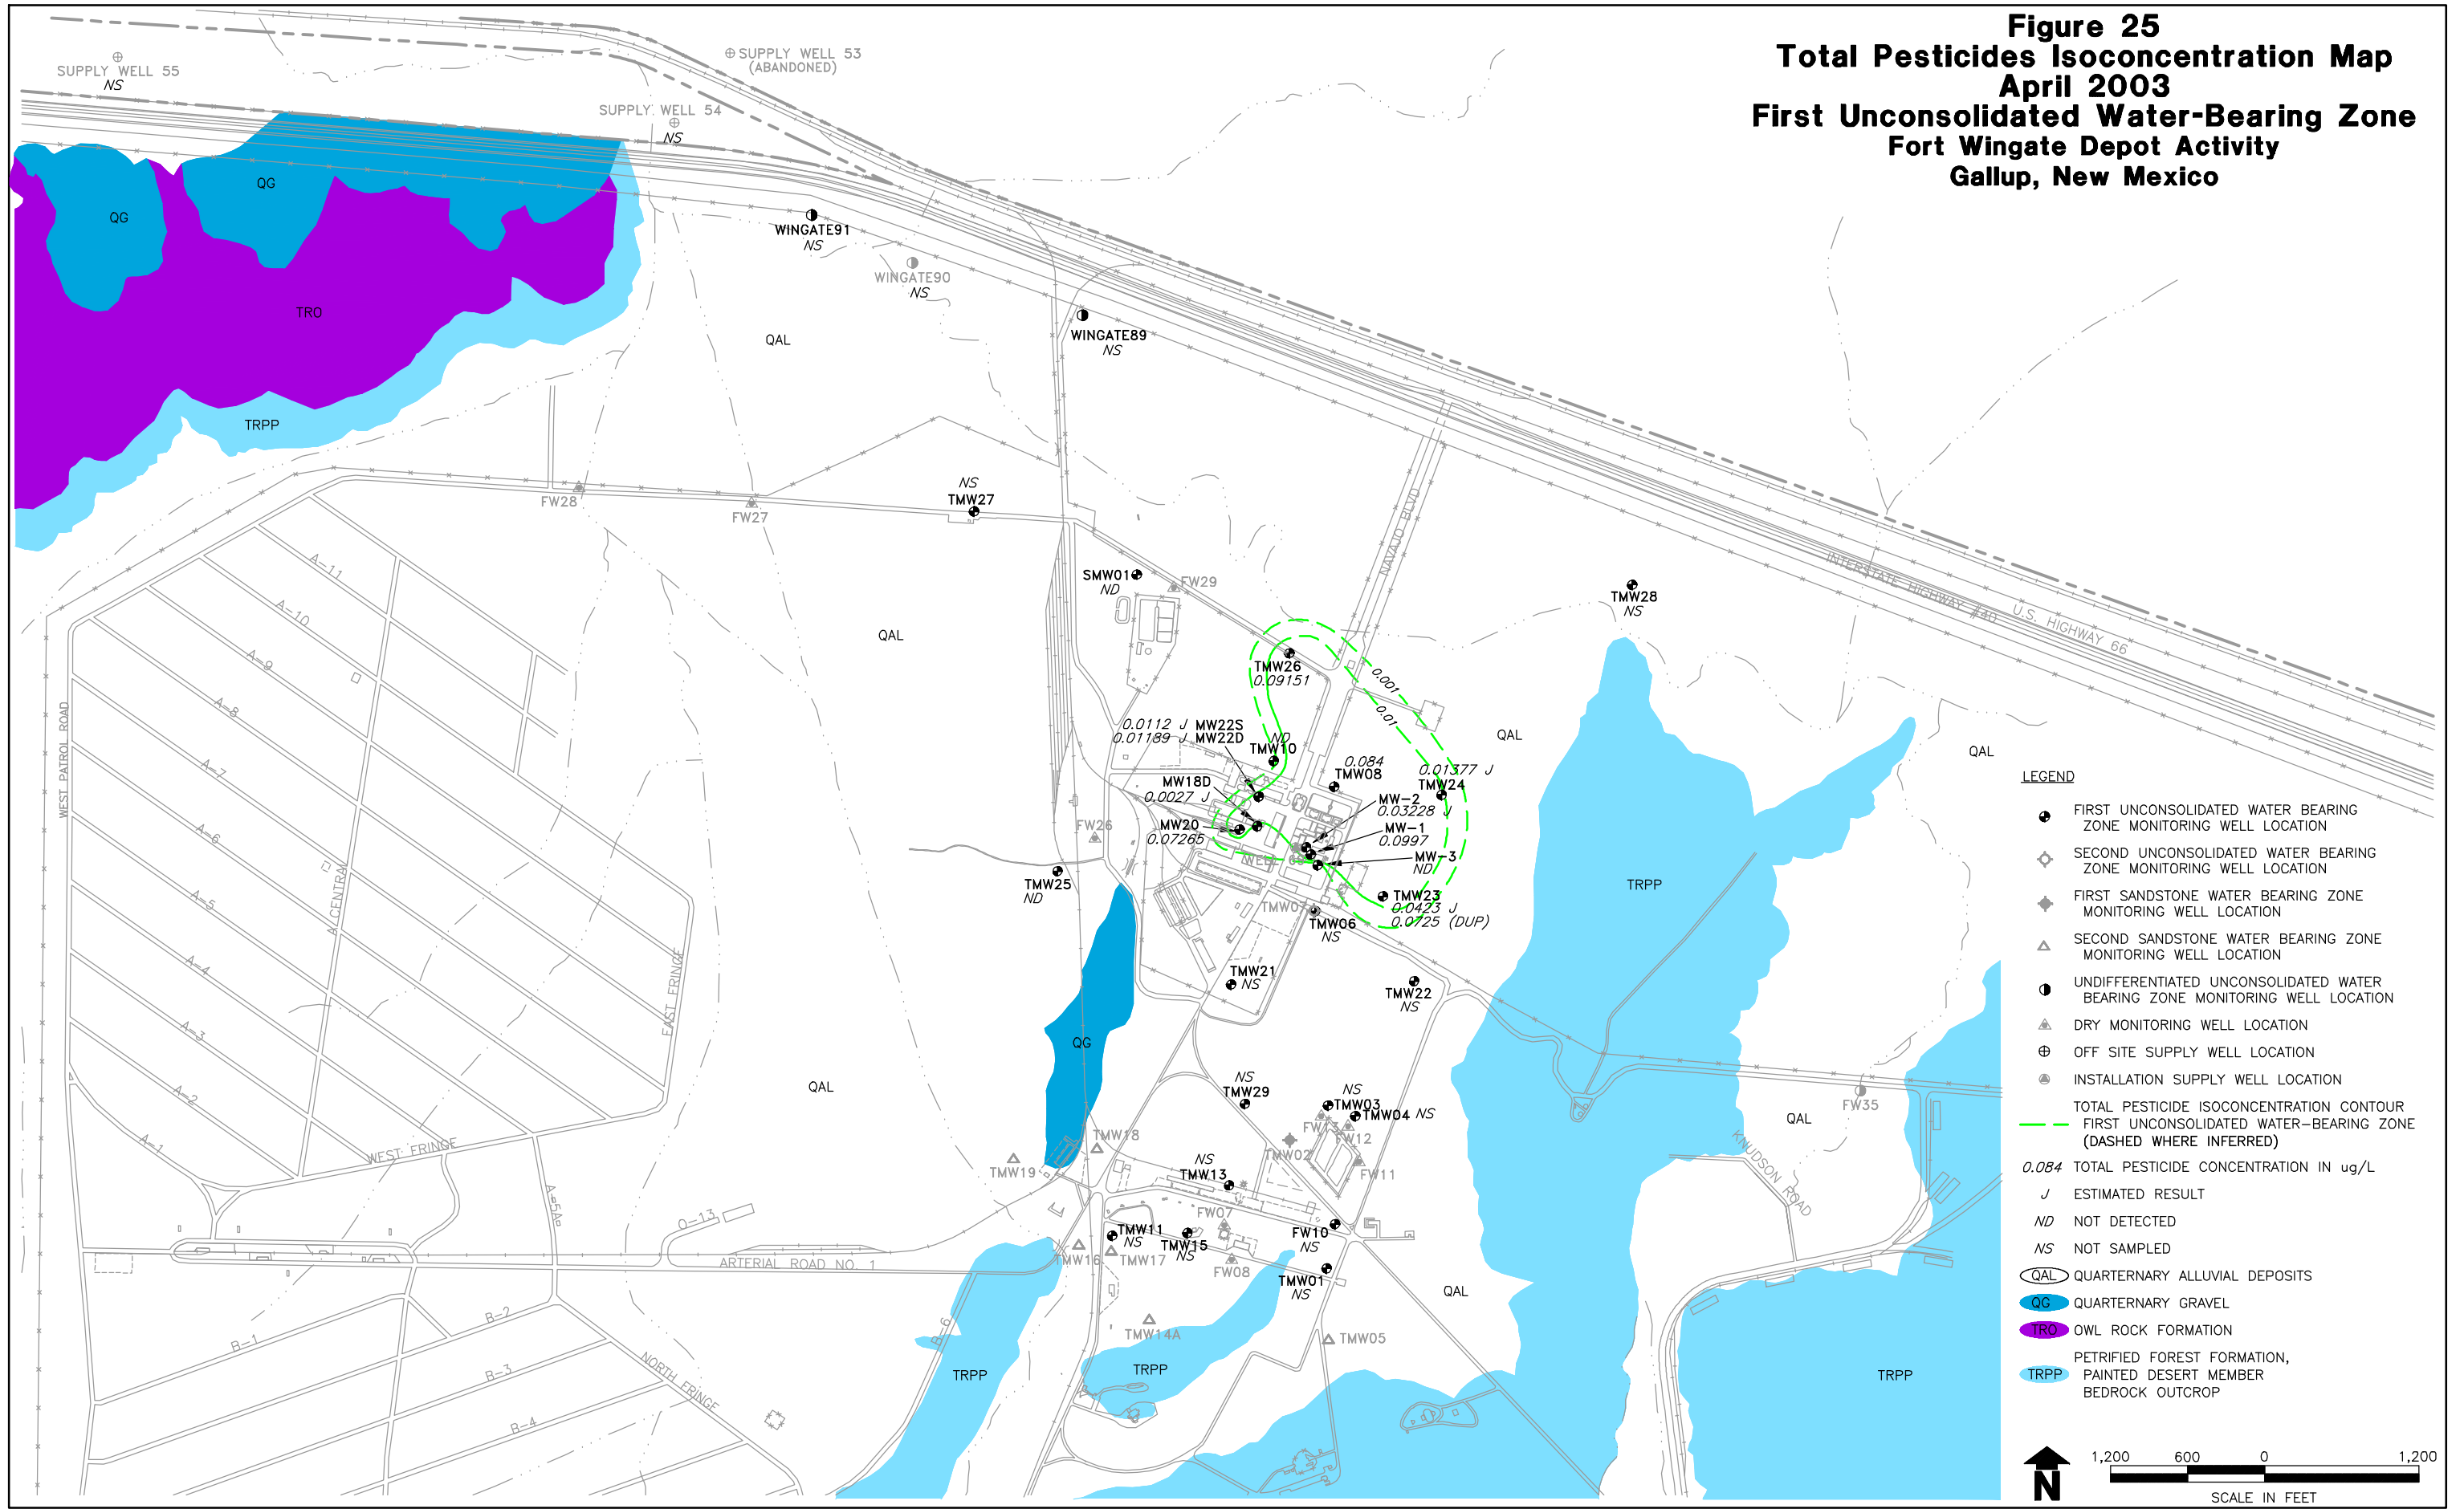 Figure 25
Total Pesticides Isoconcentration Map
April 2003
First Unconsolidated Water-Bearing Zone
Fort Wingate Depot Activity
Gallup, New Mexico
SUPPLY WELL 55
NS
SUPPLY WELL 53
(ABANDONED)
SUPPLY WELL 54
NS
QG
QG
TRO
TRPP
WINGATE91
NS
WINGATE90
NS
WINGATE89
NS
QAL
FW28
FW27
NS
TMW27
NAVAJO BLVD
INTERSTATE HIGHWAY #40
U.S. HIGHWAY 66
SMW01
ND
FW29
TMW28
NS
QAL
A-11
A-10
A-9
A-8
A-7
A-6
A-5
A-4
A-3
A-2
A-1
WEST PATROL ROAD
A-CENTRAL
EAST FRINGE
WEST FRINGE
TMW26
0.09151
0.001
0.01
0.0112 J MW22S
0.01189 J MW22D
ND
TMW10
0.084
TMW08
0.01377 J
TMW24
QAL
QAL
MW18D
0.0027 J
MW-2
0.03228 J
MW20
0.07265
MW-1
0.0997
MW-3
ND
FW26
TMW25
ND
TMW23
0.0423 J
0.0725 (DUP)
TMW06
NS
TMW21
NS
TMW22
NS
TRPP
QG
QAL
NS
TMW29
NS
TMW03
TMW04 NS
FW13
FW12
FW11
TMW02
TMW18
TMW19
NS
TMW13
FW35
QAL
KNUDSON ROAD
FW07
FW08
TMW11
NS
TMW15
NS
FW10
NS
TMW16
TMW17
TMW01
NS
QAL
TMW14A
TMW05
ARTERIAL ROAD NO. 1
B-1
B-2
B-3
B-4
B-6
NORTH FRINGE
TRPP
TRPP
TRPP
LEGEND
FIRST UNCONSOLIDATED WATER BEARING
ZONE MONITORING WELL LOCATION
SECOND UNCONSOLIDATED WATER BEARING
ZONE MONITORING WELL LOCATION
FIRST SANDSTONE WATER BEARING ZONE
MONITORING WELL LOCATION
SECOND SANDSTONE WATER BEARING ZONE
MONITORING WELL LOCATION
UNDIFFERENTIATED UNCONSOLIDATED WATER
BEARING ZONE MONITORING WELL LOCATION
DRY MONITORING WELL LOCATION
OFF SITE SUPPLY WELL LOCATION
INSTALLATION SUPPLY WELL LOCATION
TOTAL PESTICIDE ISOCONCENTRATION CONTOUR
FIRST UNCONSOLIDATED WATER-BEARING ZONE
(DASHED WHERE INFERRED)
0.084 TOTAL PESTICIDE CONCENTRATION IN ug/L
J ESTIMATED RESULT
ND NOT DETECTED
NS NOT SAMPLED
QAL QUARTERNARY ALLUVIAL DEPOSITS
QG QUARTERNARY GRAVEL
TRO OWL ROCK FORMATION
PETRIFIED FOREST FORMATION,
TRPP PAINTED DESERT MEMBER
BEDROCK OUTCROP
N
1,200 600 0 1,200
SCALE IN FEET